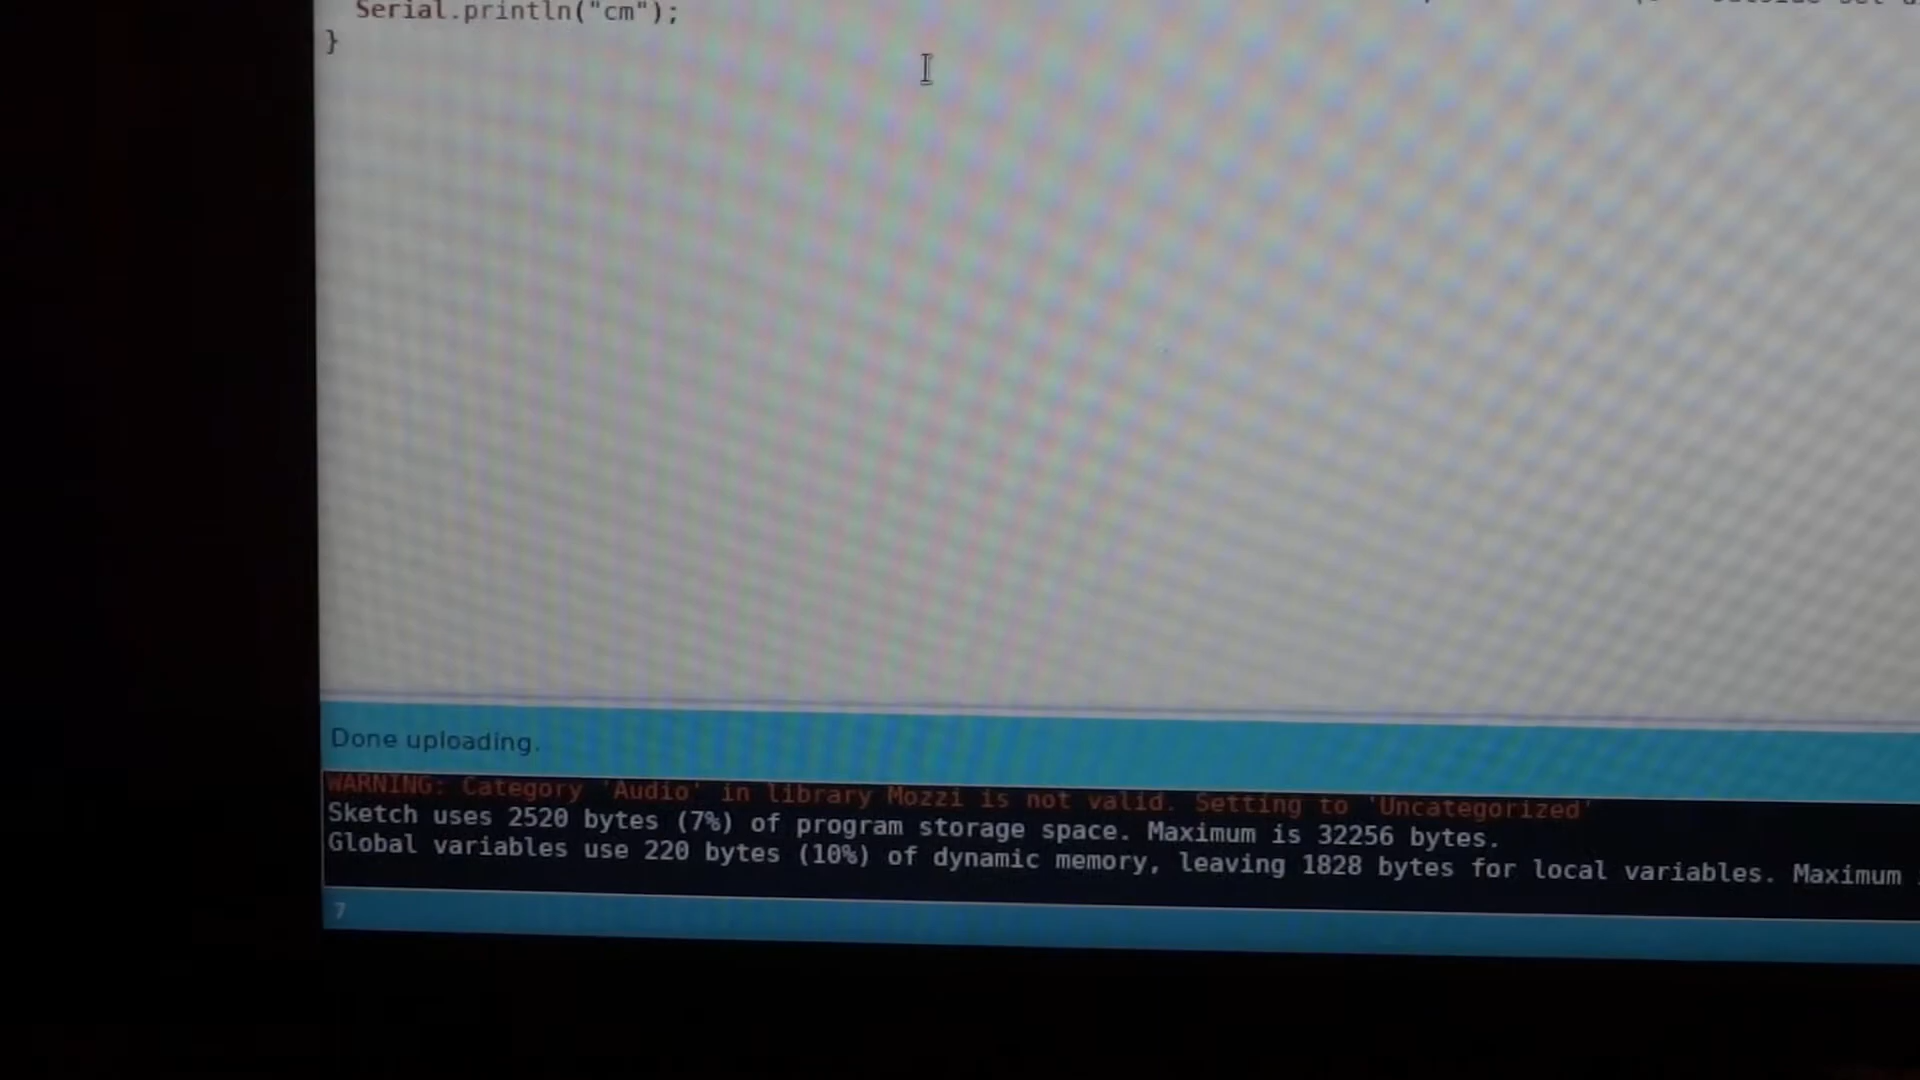 Serial.println("cm");
}
Done uploading.
WARNING: Category 'Audio' in library Mozzi is not valid. Setting to 'Uncategorized'
Sketch uses 2520 bytes (7%) of program storage space. Maximum is 32256 bytes.
Global variables use 220 bytes (10%) of dynamic memory, leaving 1828 bytes for local variables. Maximum
7